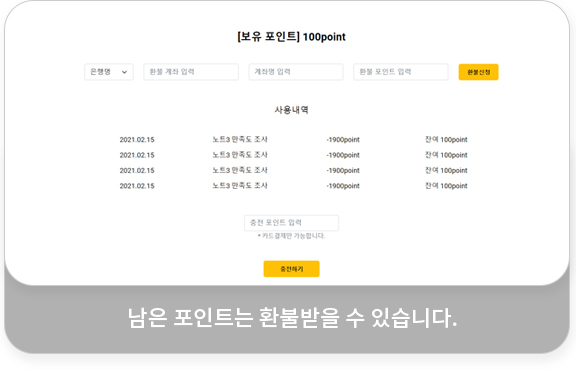 [보유 포인트] 100point
은행명 환불 계좌 입력 계좌명 입력 환불 포인트 입력 환불신청
사용내역
2021.02.15 노트3 만족도 조사 -1900point 잔여 100point
2021.02.15 노트3 만족도 조사 -1900point 잔여 100point
2021.02.15 노트3 만족도 조사 -1900point 잔여 100point
2021.02.15 노트3 만족도 조사 -1900point 잔여 100point
충전 포인트 입력
* 카드결제만 가능합니다.
충전하기
남은 포인트는 환불받을 수 있습니다.